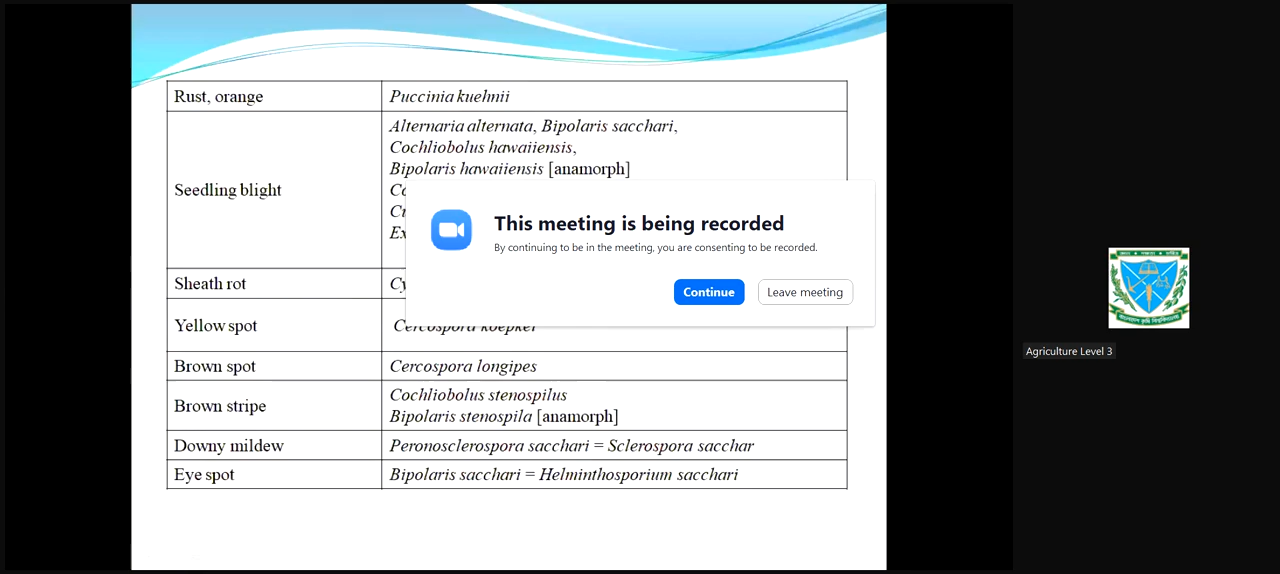 Rust, orange
Puccinia kuehnii
Seedling blight
Alternaria alternata, Bipolaris sacchari,
Cochliobolus hawaiiensis,
Bipolaris hawaiiensis [anamorph]
This meeting is being recorded
By continuing to be in the meeting, you are consenting to be recorded.
Continue
Leave meeting
Sheath rot
Yellow spot
Cercospora koepkei
Brown spot
Cercospora longipes
Brown stripe
Cochliobolus stenospilus
Bipolaris stenospila [anamorph]
Downy mildew
Peronosclerospora sacchari = Sclerospora sacchar
Eye spot
Bipolaris sacchari = Helminthosporium sacchari
Agriculture Level 3